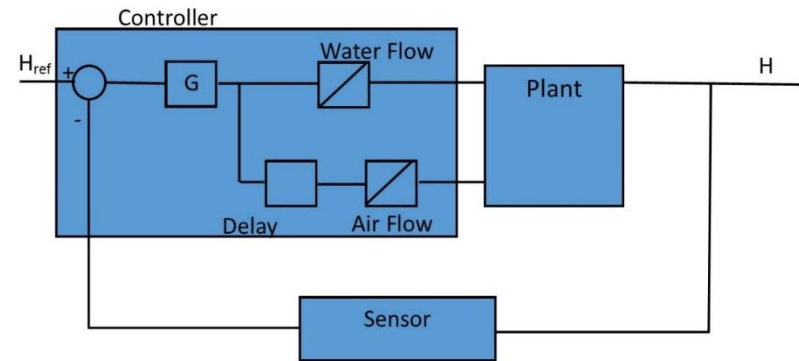 Controller
H_ref
+
-
G
Water Flow
Plant
H
Delay
Air Flow
Sensor